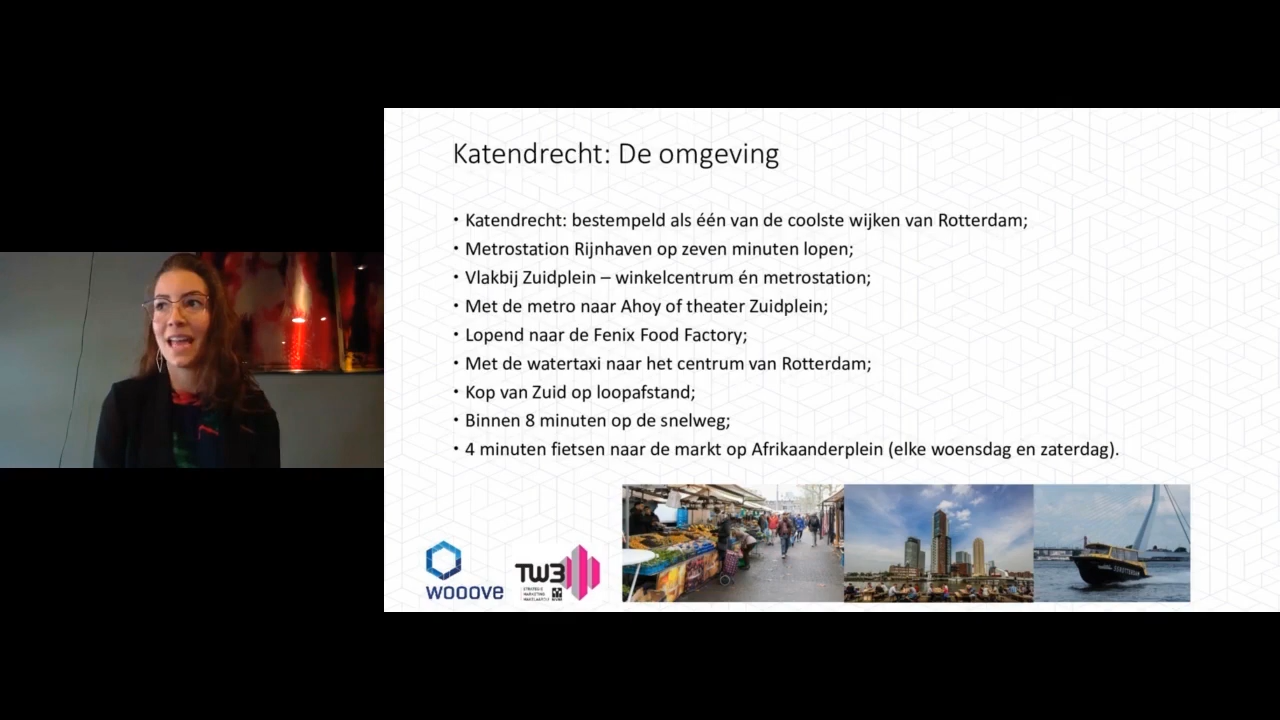 Katendrecht: De omgeving
• Katendrecht: bestempeld als één van de coolste wijken van Rotterdam;
• Metrostation Rijnhaven op zeven minuten lopen;
• Vlakbij Zuidplein – winkelcentrum én metrostation;
• Met de metro naar Ahoy of theater Zuidplein;
• Lopend naar de Fenix Food Factory;
• Met de watertaxi naar het centrum van Rotterdam;
• Kop van Zuid op loopafstand;
• Binnen 8 minuten op de snelweg;
• 4 minuten fietsen naar de markt op Afrikaanderplein (elke woensdag en zaterdag).
wooove
TW3
STRATEGIE
MARKETING
MAKELAARDIJ